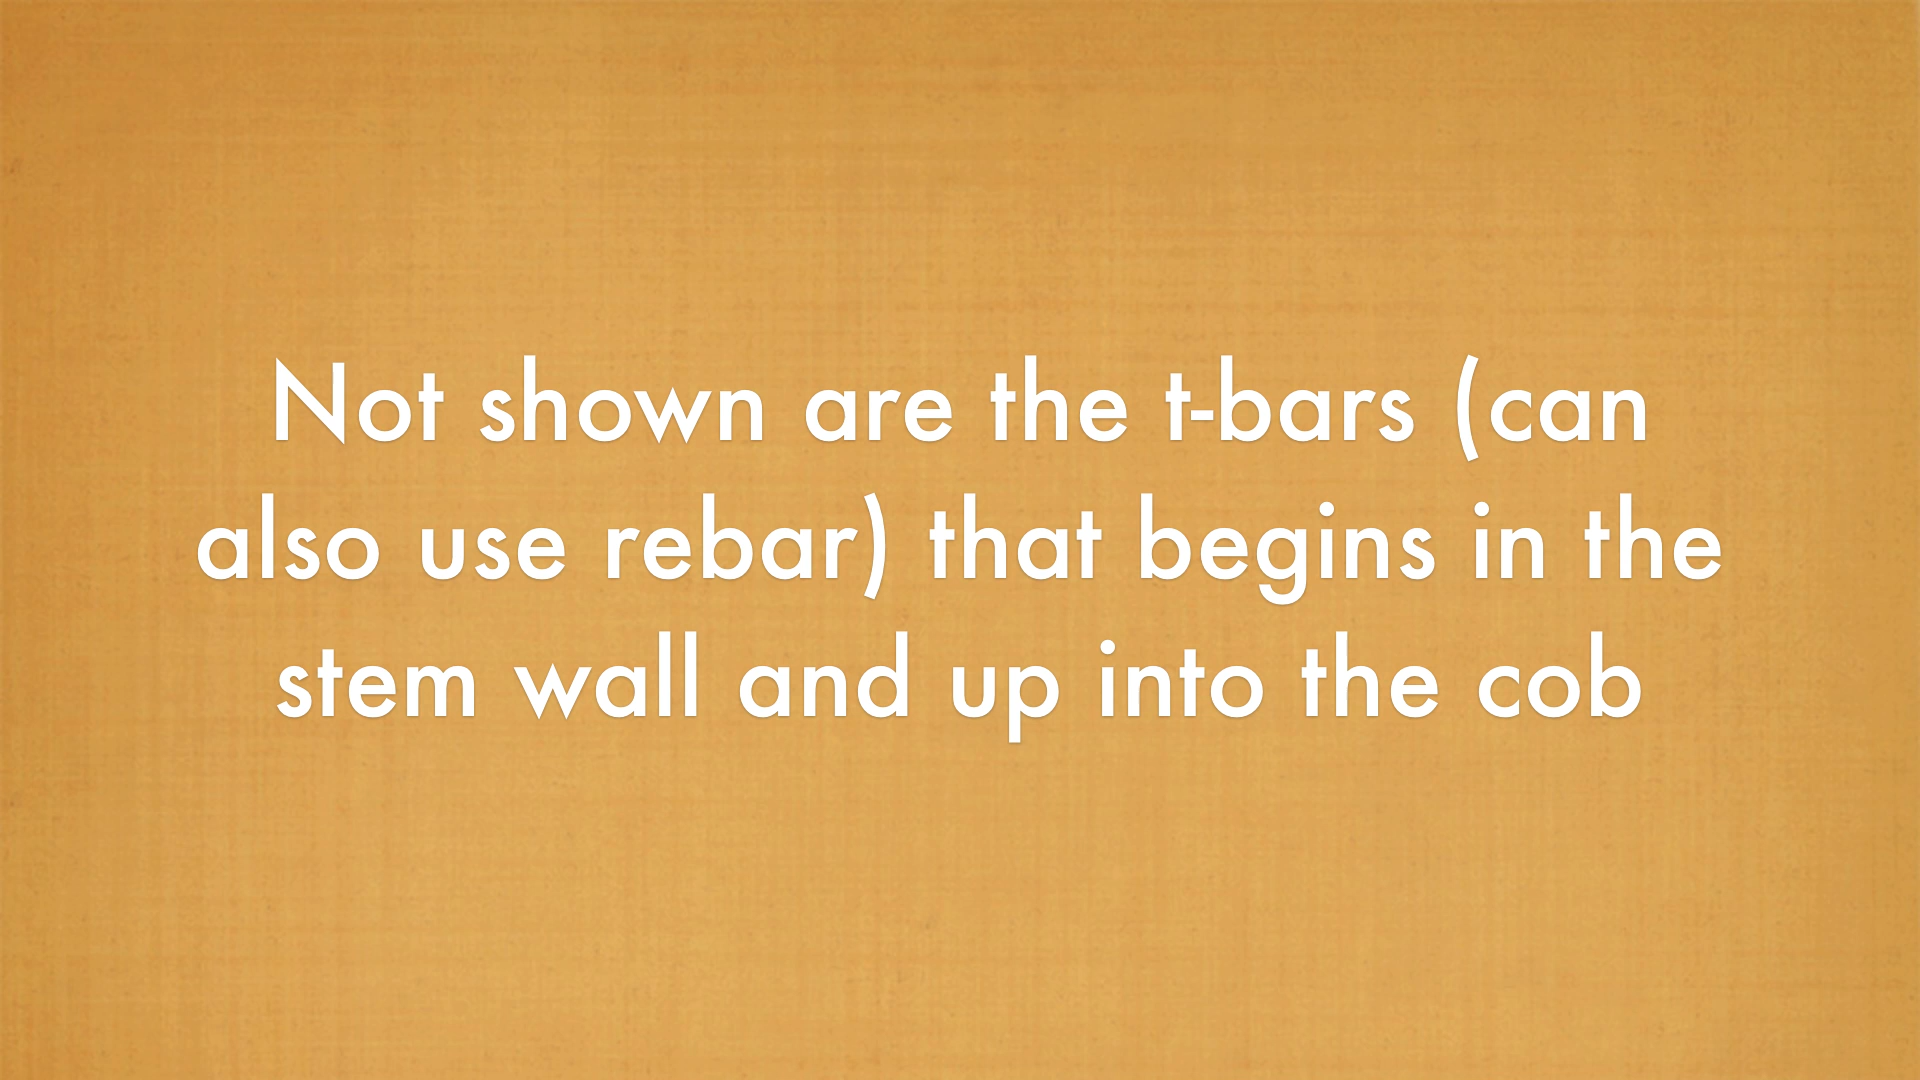 Not shown are the t-bars (can
also use rebar) that begins in the
stem wall and up into the cob